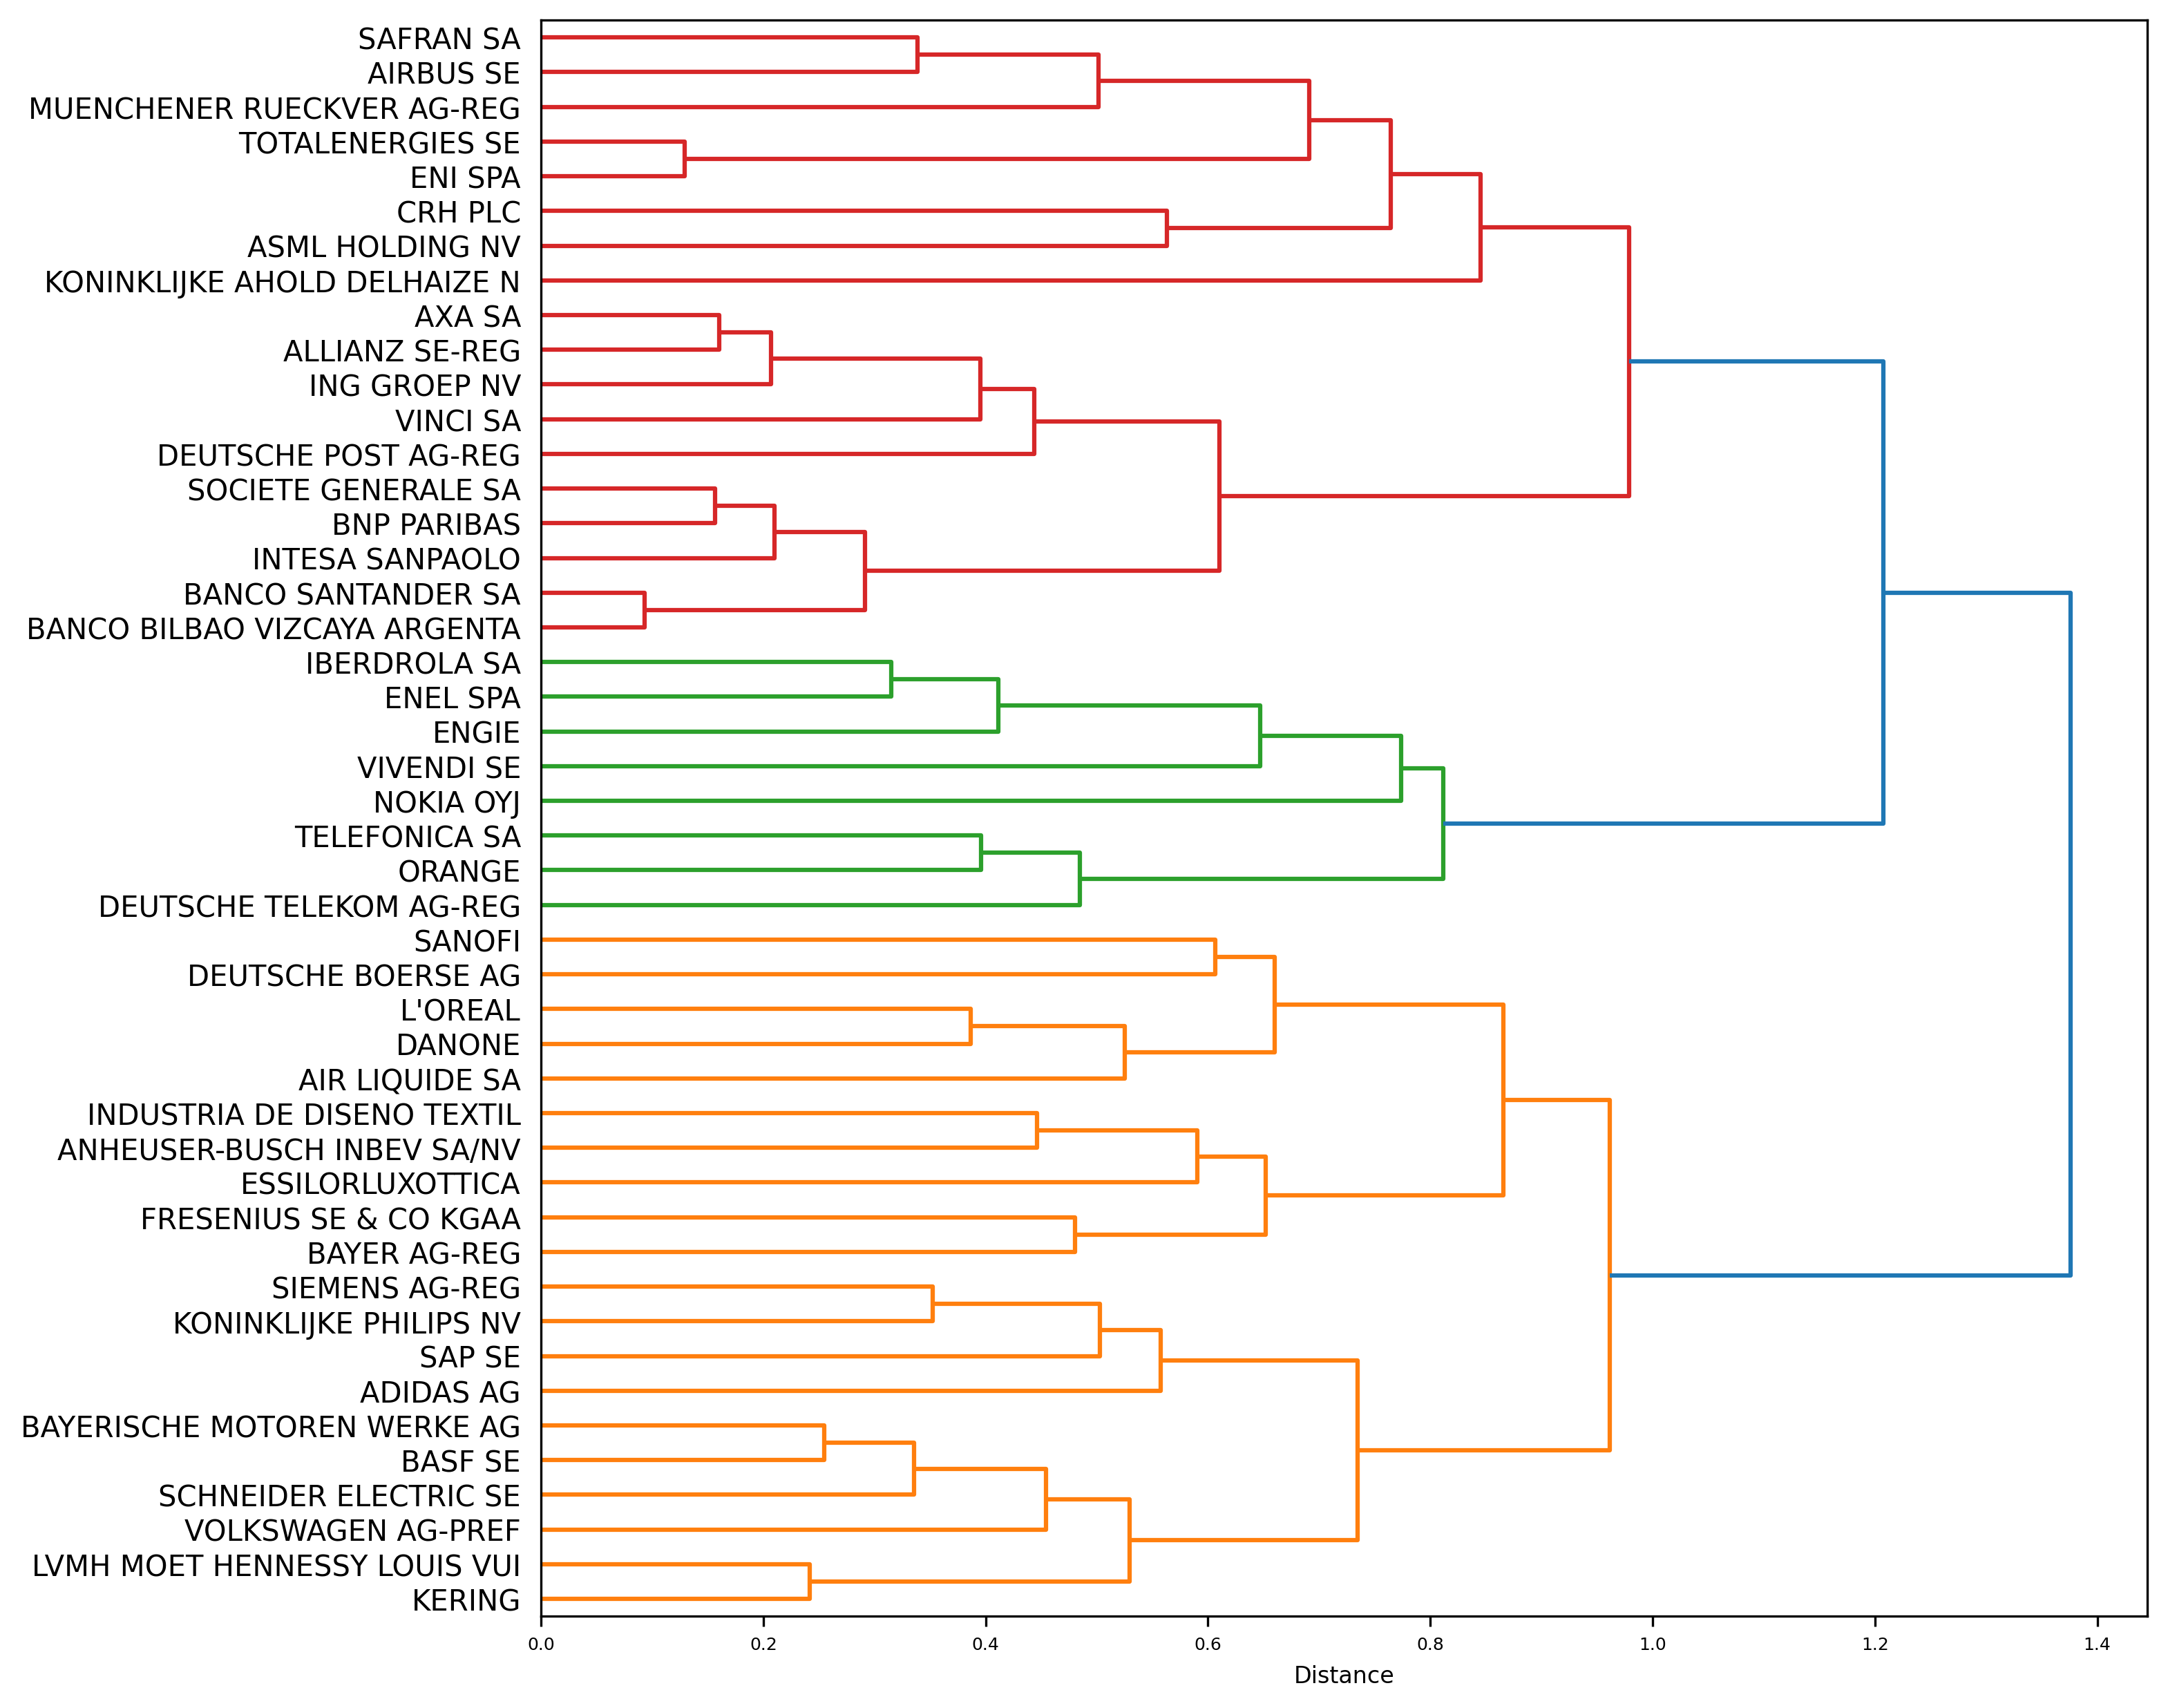 SAFRAN SA
AIRBUS SE
MUENCHENER RUECKVER AG-REG
TOTALENERGIES SE
ENI SPA
CRH PLC
ASML HOLDING NV
KONINKLIJKE AHOLD DELHAIZE N
AXA SA
ALLIANZ SE-REG
ING GROEP NV
VINCI SA
DEUTSCHE POST AG-REG
SOCIETE GENERALE SA
BNP PARIBAS
INTESA SANPAOLO
BANCO SANTANDER SA
BANCO BILBAO VIZCAYA ARGENTA
IBERDROLA SA
ENEL SPA
ENGIE
VIVENDI SE
NOKIA OYJ
TELEFONICA SA
ORANGE
DEUTSCHE TELEKOM AG-REG
SANOFI
DEUTSCHE BOERSE AG
L'OREAL
DANONE
AIR LIQUIDE SA
INDUSTRIA DE DISENO TEXTIL
ANHEUSER-BUSCH INBEV SA/NV
ESSILORLUXOTTICA
FRESENIUS SE & CO KGAA
BAYER AG-REG
SIEMENS AG-REG
KONINKLIJKE PHILIPS NV
SAP SE
ADIDAS AG
BAYERISCHE MOTOREN WERKE AG
BASF SE
SCHNEIDER ELECTRIC SE
VOLKSWAGEN AG-PREF
LVMH MOET HENNESSY LOUIS VUI
KERING
0.0 0.2 0.4 0.6 0.8 1.0 1.2 1.4
Distance